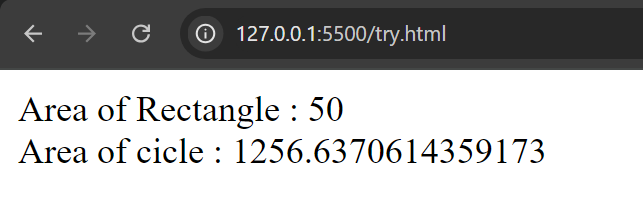 127.0.0.1:5500/try.html
Area of Rectangle : 50
Area of cicle : 1256.6370614359173